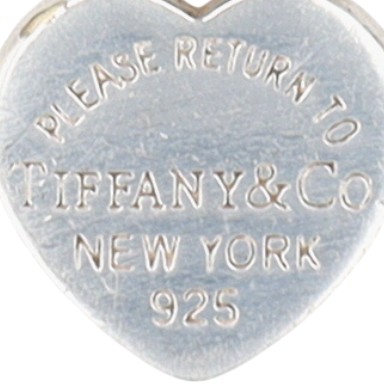 PLEASE RETURN TO
TIFFANY & Co
NEW YORK
925